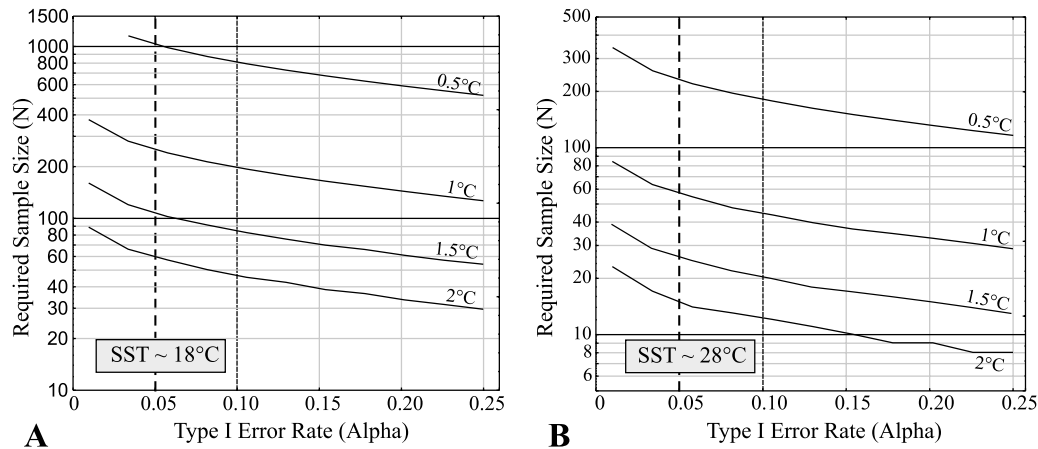 Required Sample Size (N)
1500
1000
800
600
400
200
100
80
60
40
30
20
10
0.5°C
1°C
1.5°C
2°C
SST ~ 18°C
0
0.05
0.10
0.15
0.20
0.25
Type I Error Rate (Alpha)
A
Required Sample Size (N)
500
300
200
100
80
60
40
30
20
10
8
6
0.5°C
1°C
1.5°C
2°C
SST ~ 28°C
0
0.05
0.10
0.15
0.20
0.25
Type I Error Rate (Alpha)
B